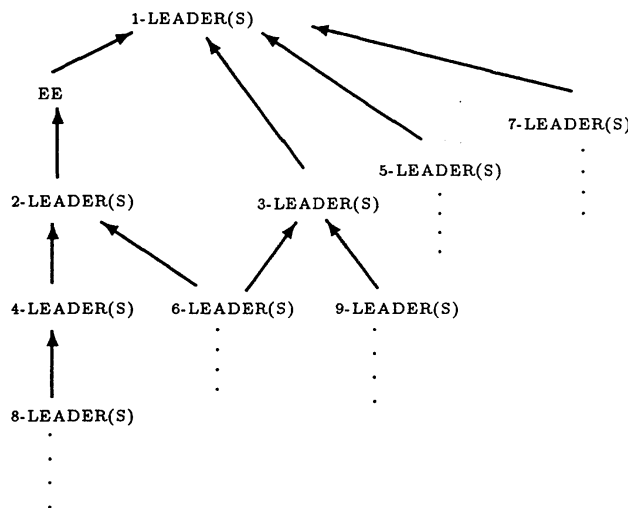 1-LEADER(S)
EE
7-LEADER(S)
5-LEADER(S)
2-LEADER(S)
3-LEADER(S)
4-LEADER(S)
6-LEADER(S)
9-LEADER(S)
8-LEADER(S)